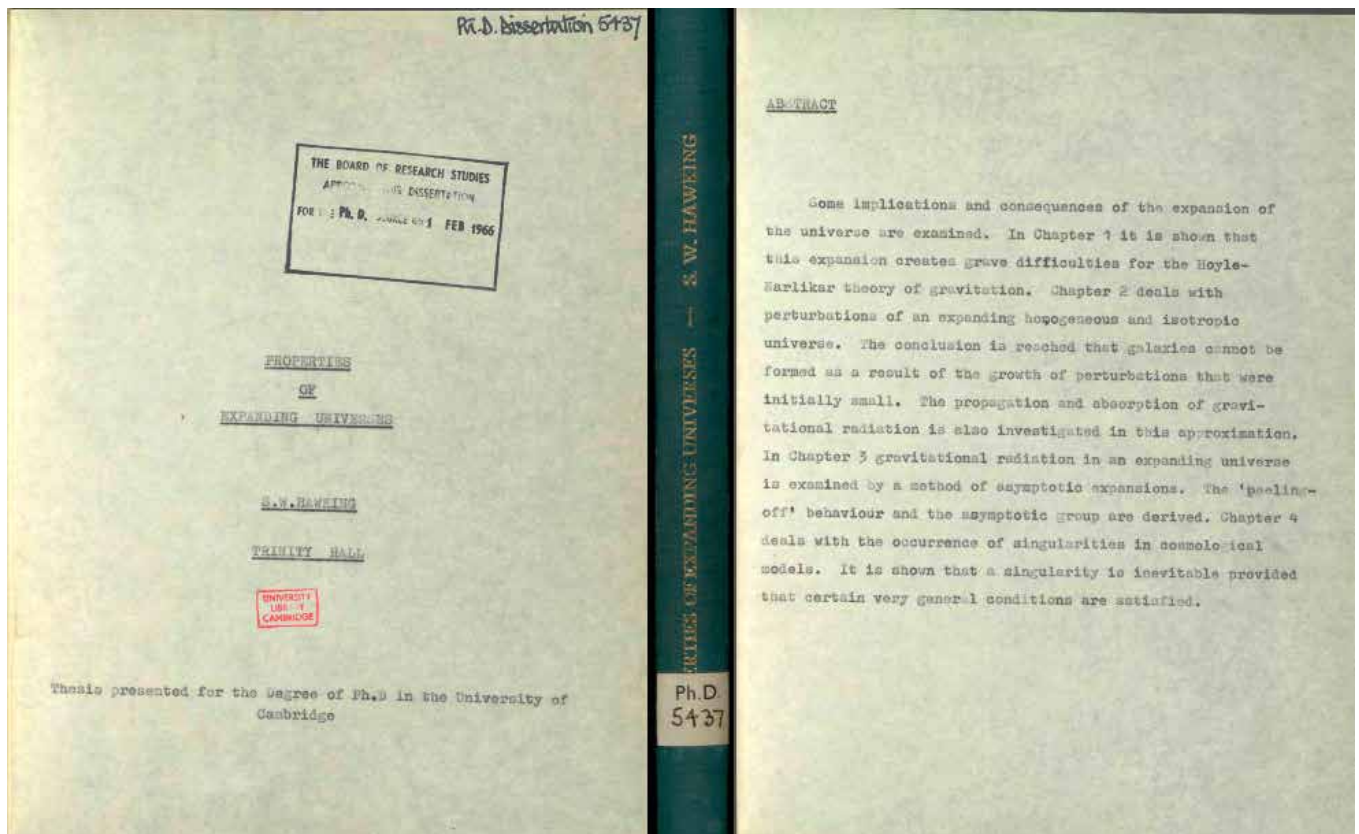 Ph.D. Dissertation 5437
THE BOARD OF RESEARCH STUDIES
DISSERTATION
Ph. D. 1 FEB 1966
PROPERTIES
OF
EXPANDING UNIVERSES
S.W.HAWKING
TRINITY HALL
UNIVERSITY
LIBRARY
CAMBRIDGE
Thesis presented for the Degree of Ph.D in the University of
Cambridge
ERTIES OF EXPANDING UNIVERSES — S. W. HAWKING
Ph.D.
5437
ABSTRACT
Some implications and consequences of the expansion of
the universe are examined. In Chapter 1 it is shown that
this expansion creates grave difficulties for the Hoyle-
Narlikar theory of gravitation. Chapter 2 deals with
perturbations of an expanding homogeneous and isotropic
universe. The conclusion is reached that galaxies cannot be
formed as a result of the growth of perturbations that were
initially small. The propagation and absorption of gravi-
tational radiation is also investigated in this approximation.
In Chapter 3 gravitational radiation in an expanding universe
is examined by a method of asymptotic expansions. The 'peeling-
off' behaviour and the asymptotic group are derived. Chapter 4
deals with the occurrence of singularities in cosmological
models. It is shown that a singularity is inevitable provided
that certain very general conditions are satisfied.